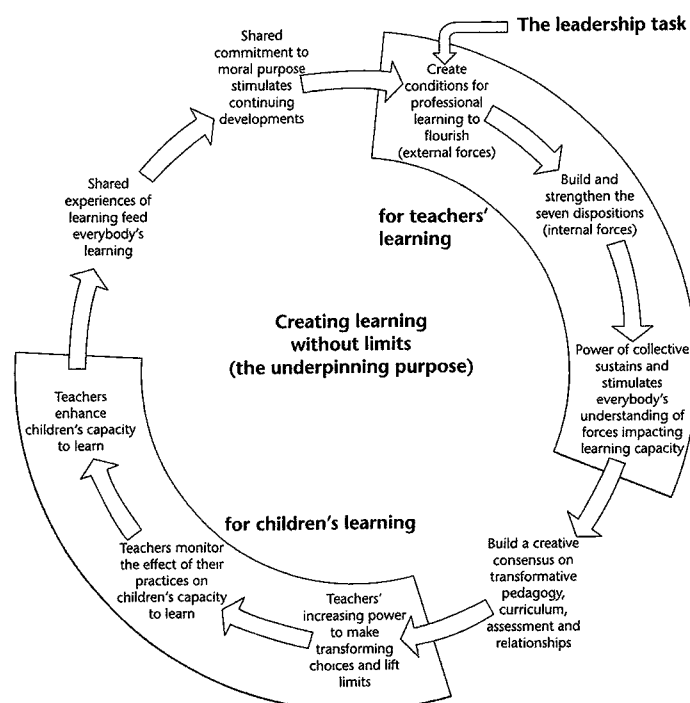 The leadership task
Create
conditions for
professional
learning to
flourish
(external forces)
Build and
strengthen the
seven dispositions
(internal forces)
Power of collective
sustains and
stimulates
everybody's
understanding of
forces impacting
learning capacity
Build a creative
consensus on
transformative
pedagogy,
curriculum,
assessment and
relationships
Teachers'
increasing power
to make
transforming
choices and lift
limits
Teachers monitor
the effect of their
practices on
children's capacity
to learn
Teachers
enhance
children's capacity
to learn
Shared
experiences of
learning feed
everybody's
learning
Shared
commitment to
moral purpose
stimulates
continuing
developments
for teachers'
learning
Creating learning
without limits
(the underpinning purpose)
for children's learning